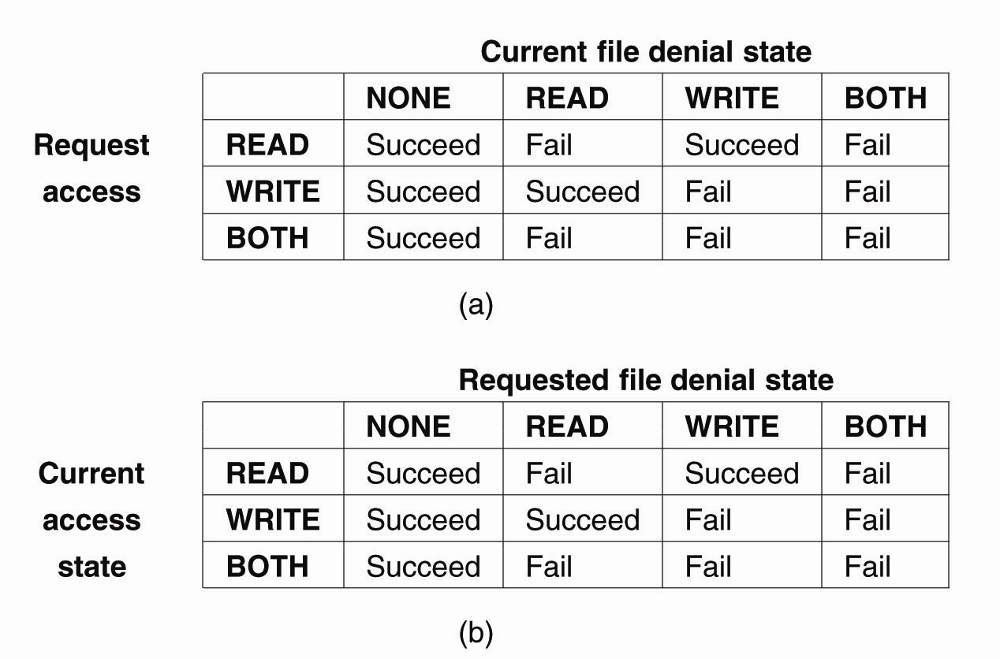 Current file denial state
NONE READ WRITE BOTH
Request READ Succeed Fail Succeed Fail
access WRITE Succeed Succeed Fail Fail
BOTH Succeed Fail Fail Fail
(a)
Requested file denial state
NONE READ WRITE BOTH
Current READ Succeed Fail Succeed Fail
access WRITE Succeed Succeed Fail Fail
state BOTH Succeed Fail Fail Fail
(b)